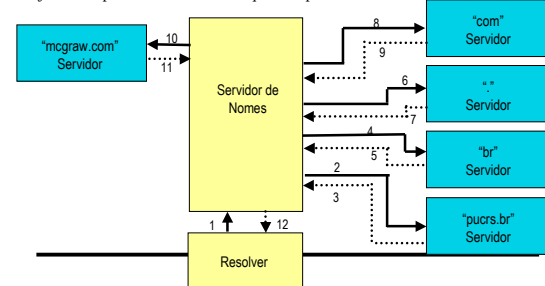 8
"com"
Servidor
10
"mcgraw.com"
Servidor
9
11
Servidor de
Nomes
6
"."
Servidor
7
4
"br"
Servidor
5
2
3
"pucrs.br"
Servidor
1
12
Resolver